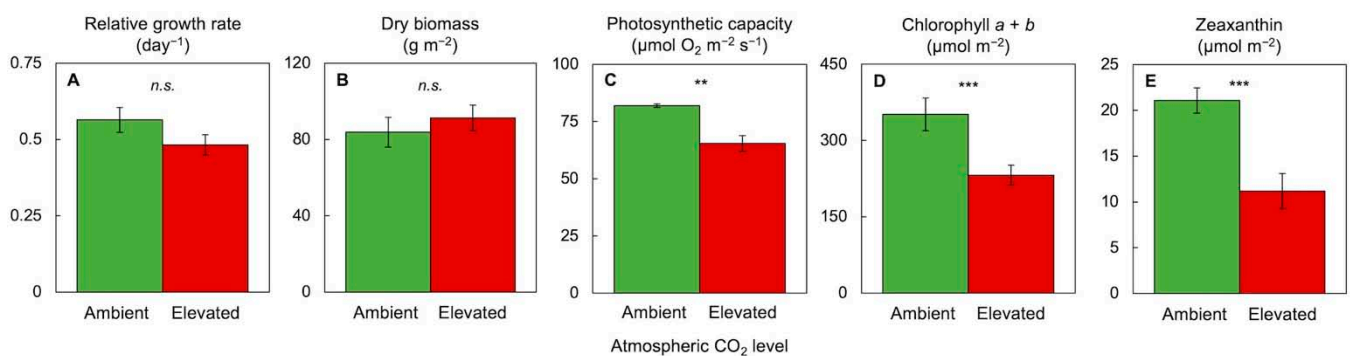 Relative growth rate
(day⁻¹)
0.75
0.5
0.25
0
A
n.s.
Ambient Elevated
Dry biomass
(g m⁻²)
120
80
40
0
B
n.s.
Ambient Elevated
Photosynthetic capacity
(µmol O₂ m⁻² s⁻¹)
100
75
50
25
0
C
**
Ambient Elevated
Chlorophyll a + b
(µmol m⁻²)
450
300
150
0
D
***
Ambient Elevated
Zeaxanthin
(µmol m⁻²)
25
20
15
10
5
0
E
***
Ambient Elevated
Atmospheric CO₂ level